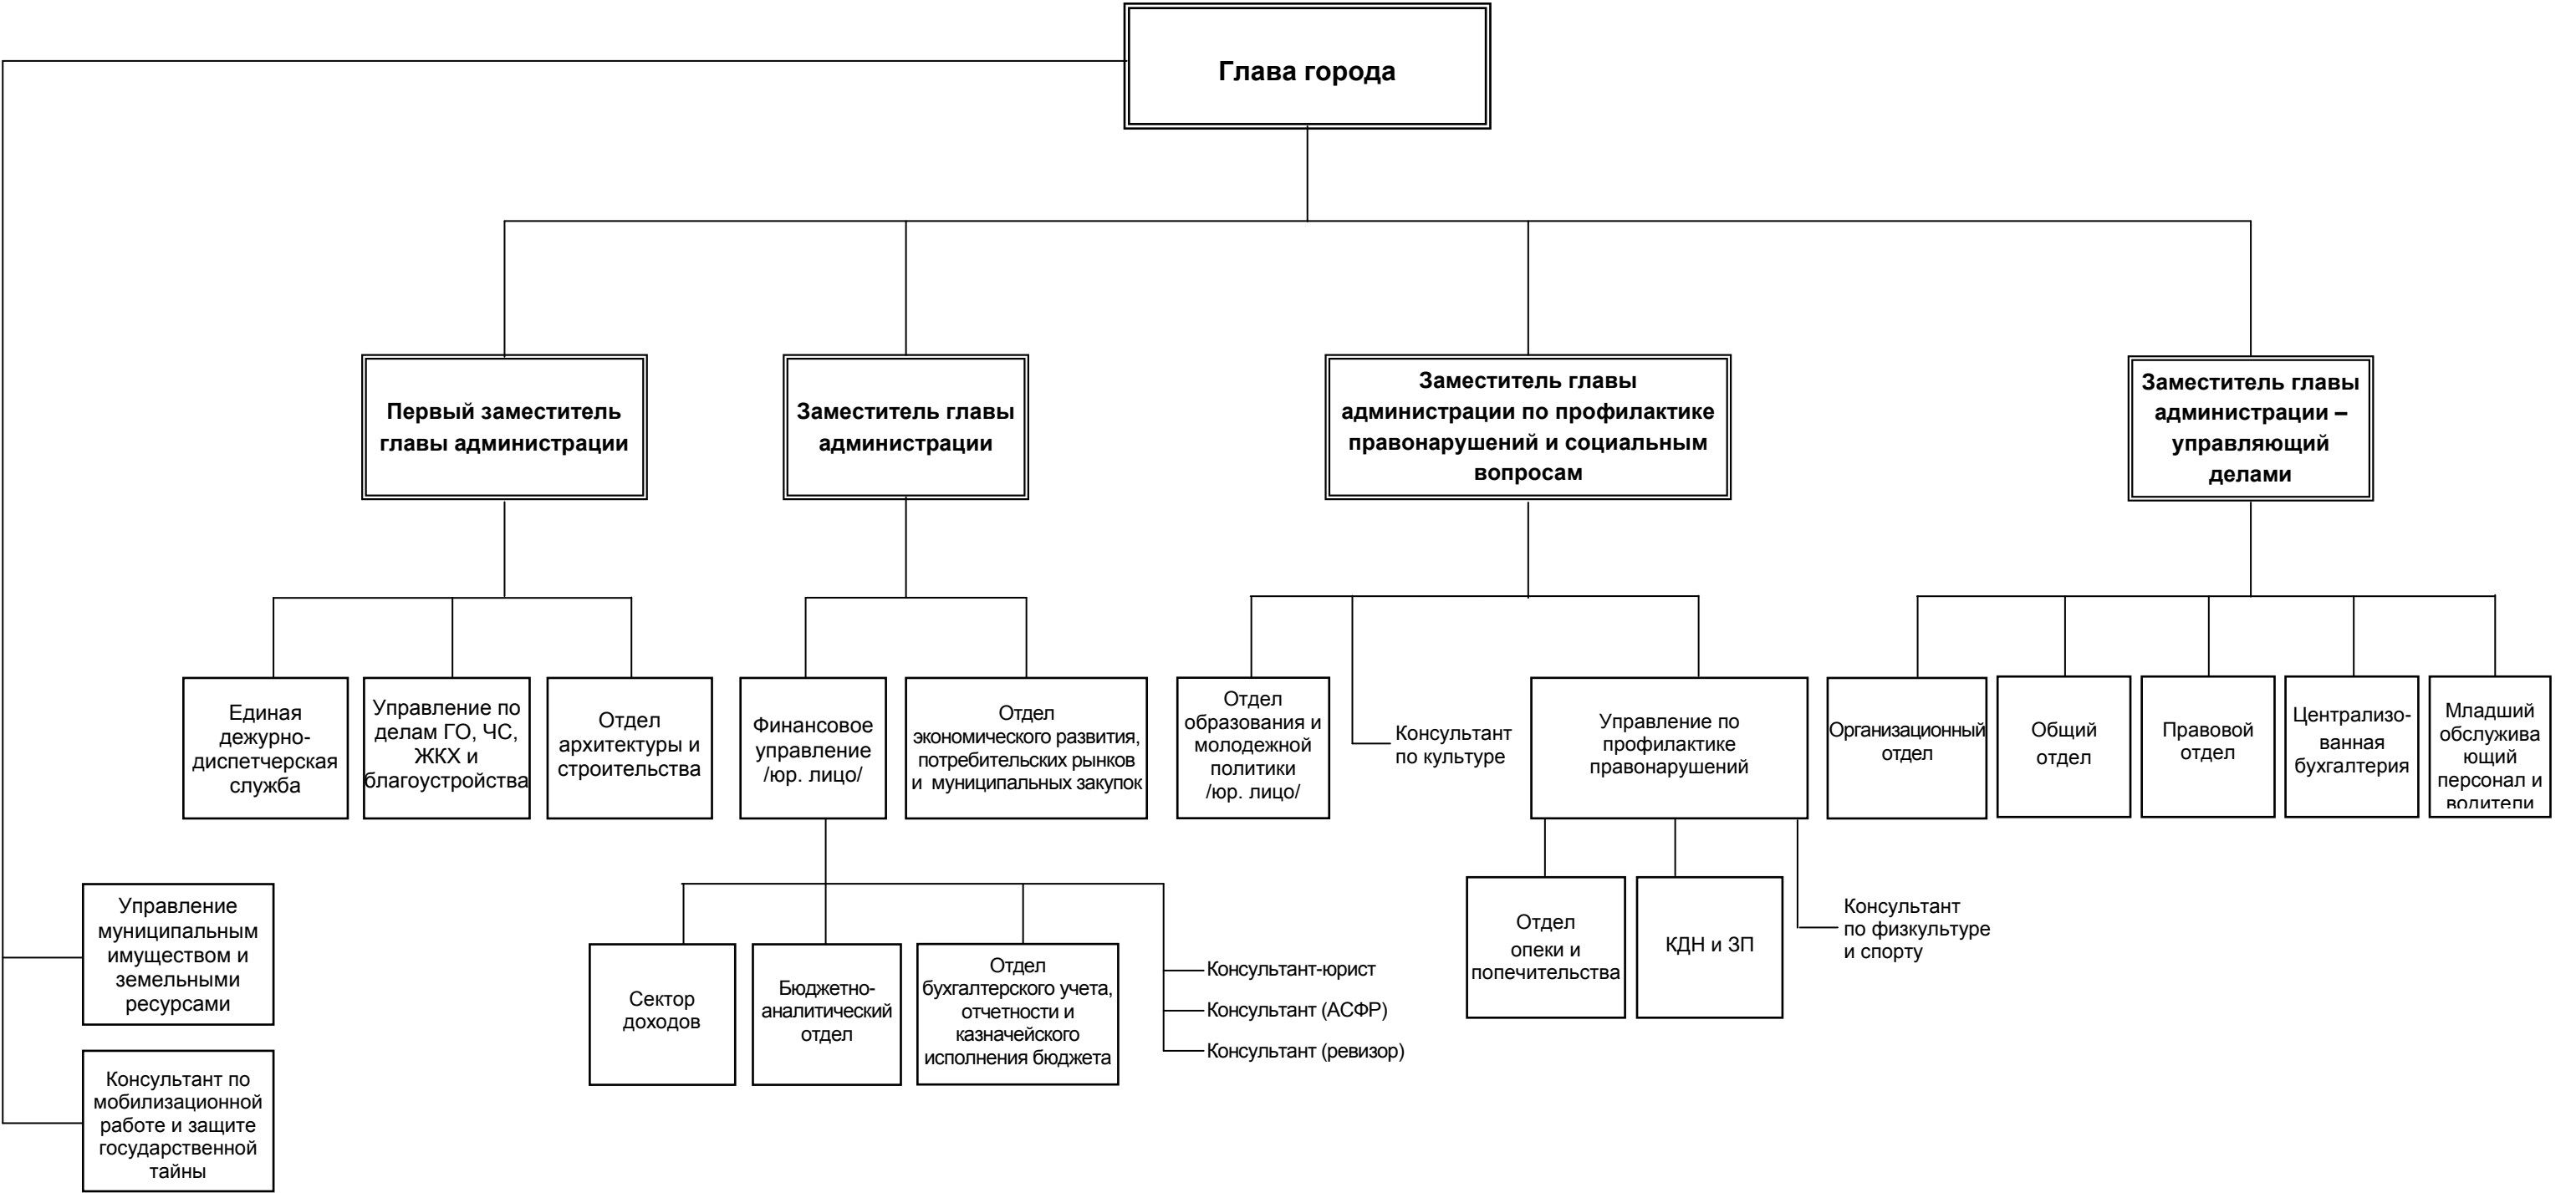 Глава города
Первый заместитель
главы администрации
Заместитель главы
администрации
Заместитель главы
администрации по профилактике
правонарушений и социальным
вопросам
Заместитель главы
администрации –
управляющий
делами
Единая
дежурно-
диспетчерская
служба
Управление по
делам ГО, ЧС,
ЖКХ и
благоустройства
Отдел
архитектуры и
строительства
Финансовое
управление
/юр. лицо/
Отдел
экономического развития,
потребительских рынков
и муниципальных закупок
Отдел
образования и
молодежной
политики
/юр. лицо/
Консультант
по культуре
Управление по
профилактике
правонарушений
Организационный
отдел
Общий
отдел
Правовой
отдел
Централизо-
ванная
бухгалтерия
Младший
обслужива
ющий
персонал и
водители
Управление
муниципальным
имуществом и
земельными
ресурсами
Консультант по
мобилизационной
работе и защите
государственной
тайны
Сектор
доходов
Бюджетно-
аналитический
отдел
Отдел
бухгалтерского учета,
отчетности и
казначейского
исполнения бюджета
Консультант-юрист
Консультант (АСФР)
Консультант (ревизор)
Отдел
опеки и
попечительства
КДН и ЗП
Консультант
по физкультуре
и спорту